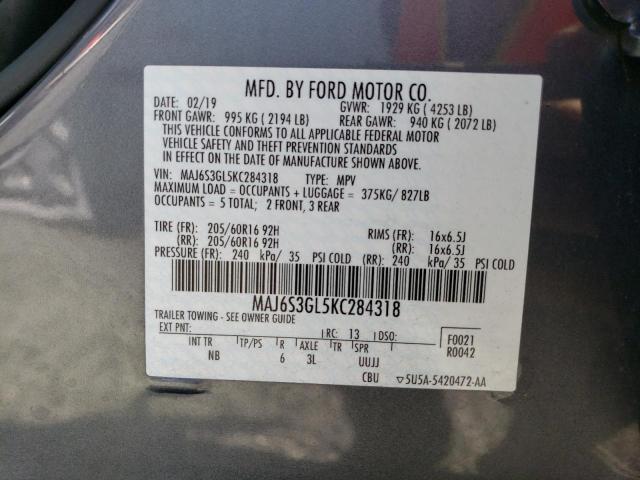 MFD. BY FORD MOTOR CO.
DATE: 02/19 GVWR: 1929 KG ( 4253 LB)
FRONT GAWR: 995 KG ( 2194 LB) REAR GAWR: 940 KG ( 2072 LB)
THIS VEHICLE CONFORMS TO ALL APPLICABLE FEDERAL MOTOR
VEHICLE SAFETY AND THEFT PREVENTION STANDARDS
IN EFFECT ON THE DATE OF MANUFACTURE SHOWN ABOVE.
VIN: MAJ6S3GL5KC284318 TYPE: MPV
MAXIMUM LOAD = OCCUPANTS + LUGGAGE = 375KG/ 827LB
OCCUPANTS = 5 TOTAL; 2 FRONT, 3 REAR
TIRE (FR): 205/60R16 92H RIMS (FR): 16x6.5J
(RR): 205/60R16 92H (RR): 16x6.5J
PRESSURE (FR): 240 kPa/ 35 PSI COLD (RR): 240 kPa/ 35 PSI COLD
MAJ6S3GL5KC284318
TRAILER TOWING - SEE OWNER GUIDE
EXT PNT: RC: 13 DSO: F0021
INT TR TP/PS R AXLE TR SPR R0042
NB 6 3L UUJJ
CBU ▽5U5A-5420472-AA